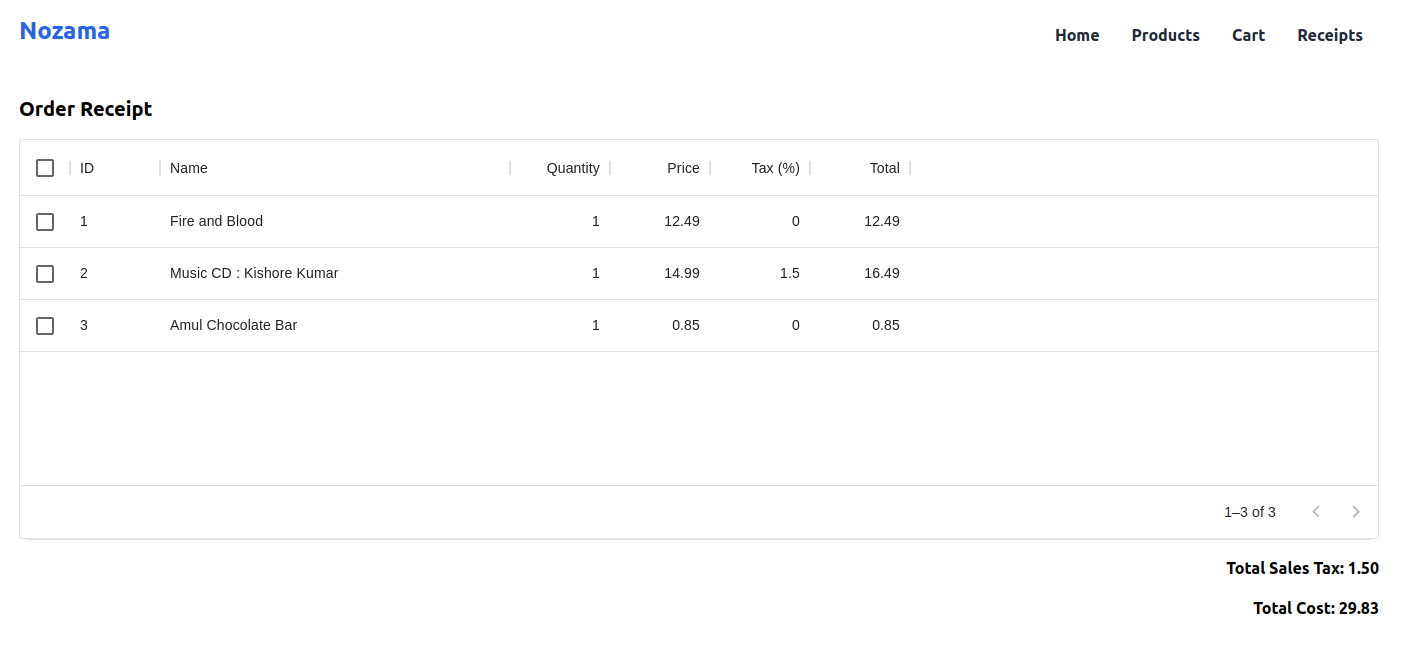 Nozama
Home Products Cart Receipts
Order Receipt
ID Name Quantity Price Tax (%) Total
1 Fire and Blood 1 12.49 0 12.49
2 Music CD : Kishore Kumar 1 14.99 1.5 16.49
3 Amul Chocolate Bar 1 0.85 0 0.85
1–3 of 3
Total Sales Tax: 1.50
Total Cost: 29.83